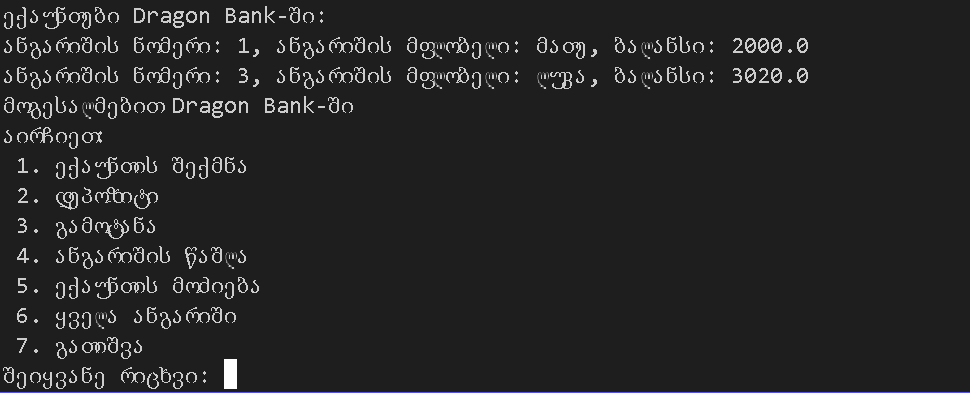 ექაუნთები Dragon Bank-ში:
ანგარიშის ნომერი: 1, ანგარიშის მფლობელი: მათე, ბალანსი: 2000.0
ანგარიშის ნომერი: 3, ანგარიშის მფლობელი: ლუკა, ბალანსი: 3020.0
მოგესალმებით Dragon Bank-ში
აირჩიეთ:
1. ექაუნთის შექმნა
2. დეპოზიტი
3. გამოტანა
4. ანგარიშის წაშლა
5. ექაუნთის მოძიება
6. ყველა ანგარიში
7. გათიშვა
შეიყვანე რიცხვი: